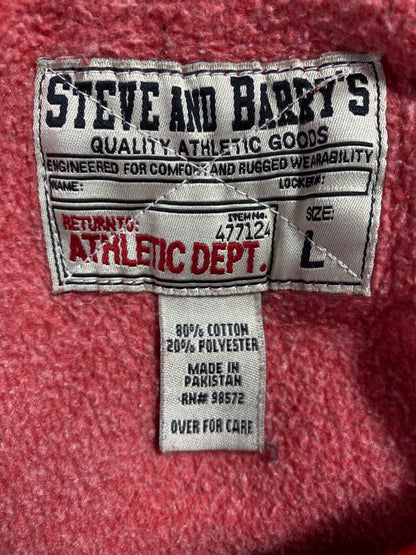 STEVE AND BARRY'S
QUALITY ATHLETIC GOODS
ENGINEERED FOR COMFORT AND RUGGED WEARABILITY
NAME: LOCKER#:
RETURN TO: ITEM No. SIZE:
477124
ATHLETIC DEPT. L
80% COTTON
20% POLYESTER
MADE IN
PAKISTAN
RN# 98572
OVER FOR CARE